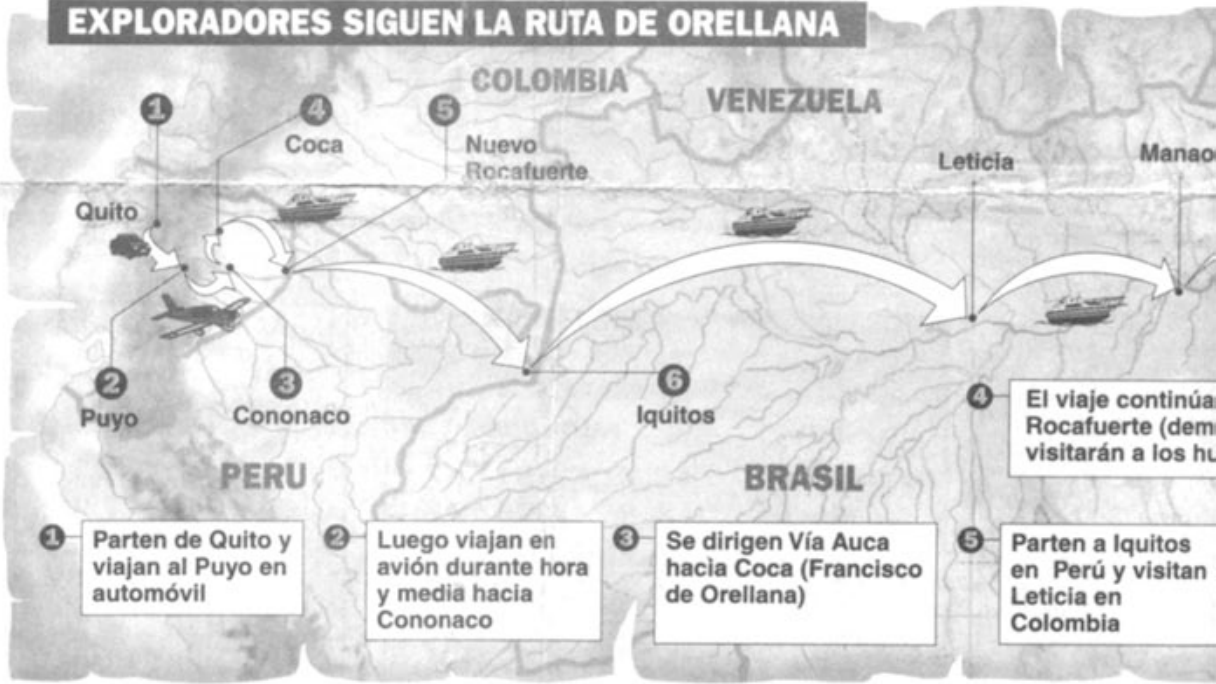 EXPLORADORES SIGUEN LA RUTA DE ORELLANA
COLOMBIA
VENEZUELA
1
4
Coca
5
Nuevo
Rocafuerte
Leticia
Quito
2
Puyo
3
Cononaco
6
Iquitos
PERU
BRASIL
1
Parten de Quito y
viajan al Puyo en
automóvil
2
Luego viajan en
avión durante hora
y media hacia
Cononaco
3
Se dirigen Vía Auca
hacia Coca (Francisco
de Orellana)
4
El viaje
Rocafuerte
visitarán a los
5
Parten a Iquitos
en Perú y visitan
Leticia en
Colombia